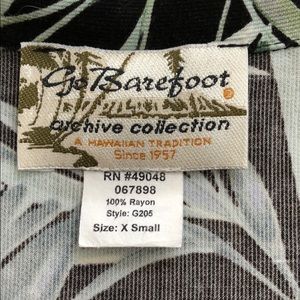 Go Barefoot
®
archive collection
A HAWAIIAN TRADITION
Since 1957
RN #49048
067898
100% Rayon
Style: G205
Size: X Small